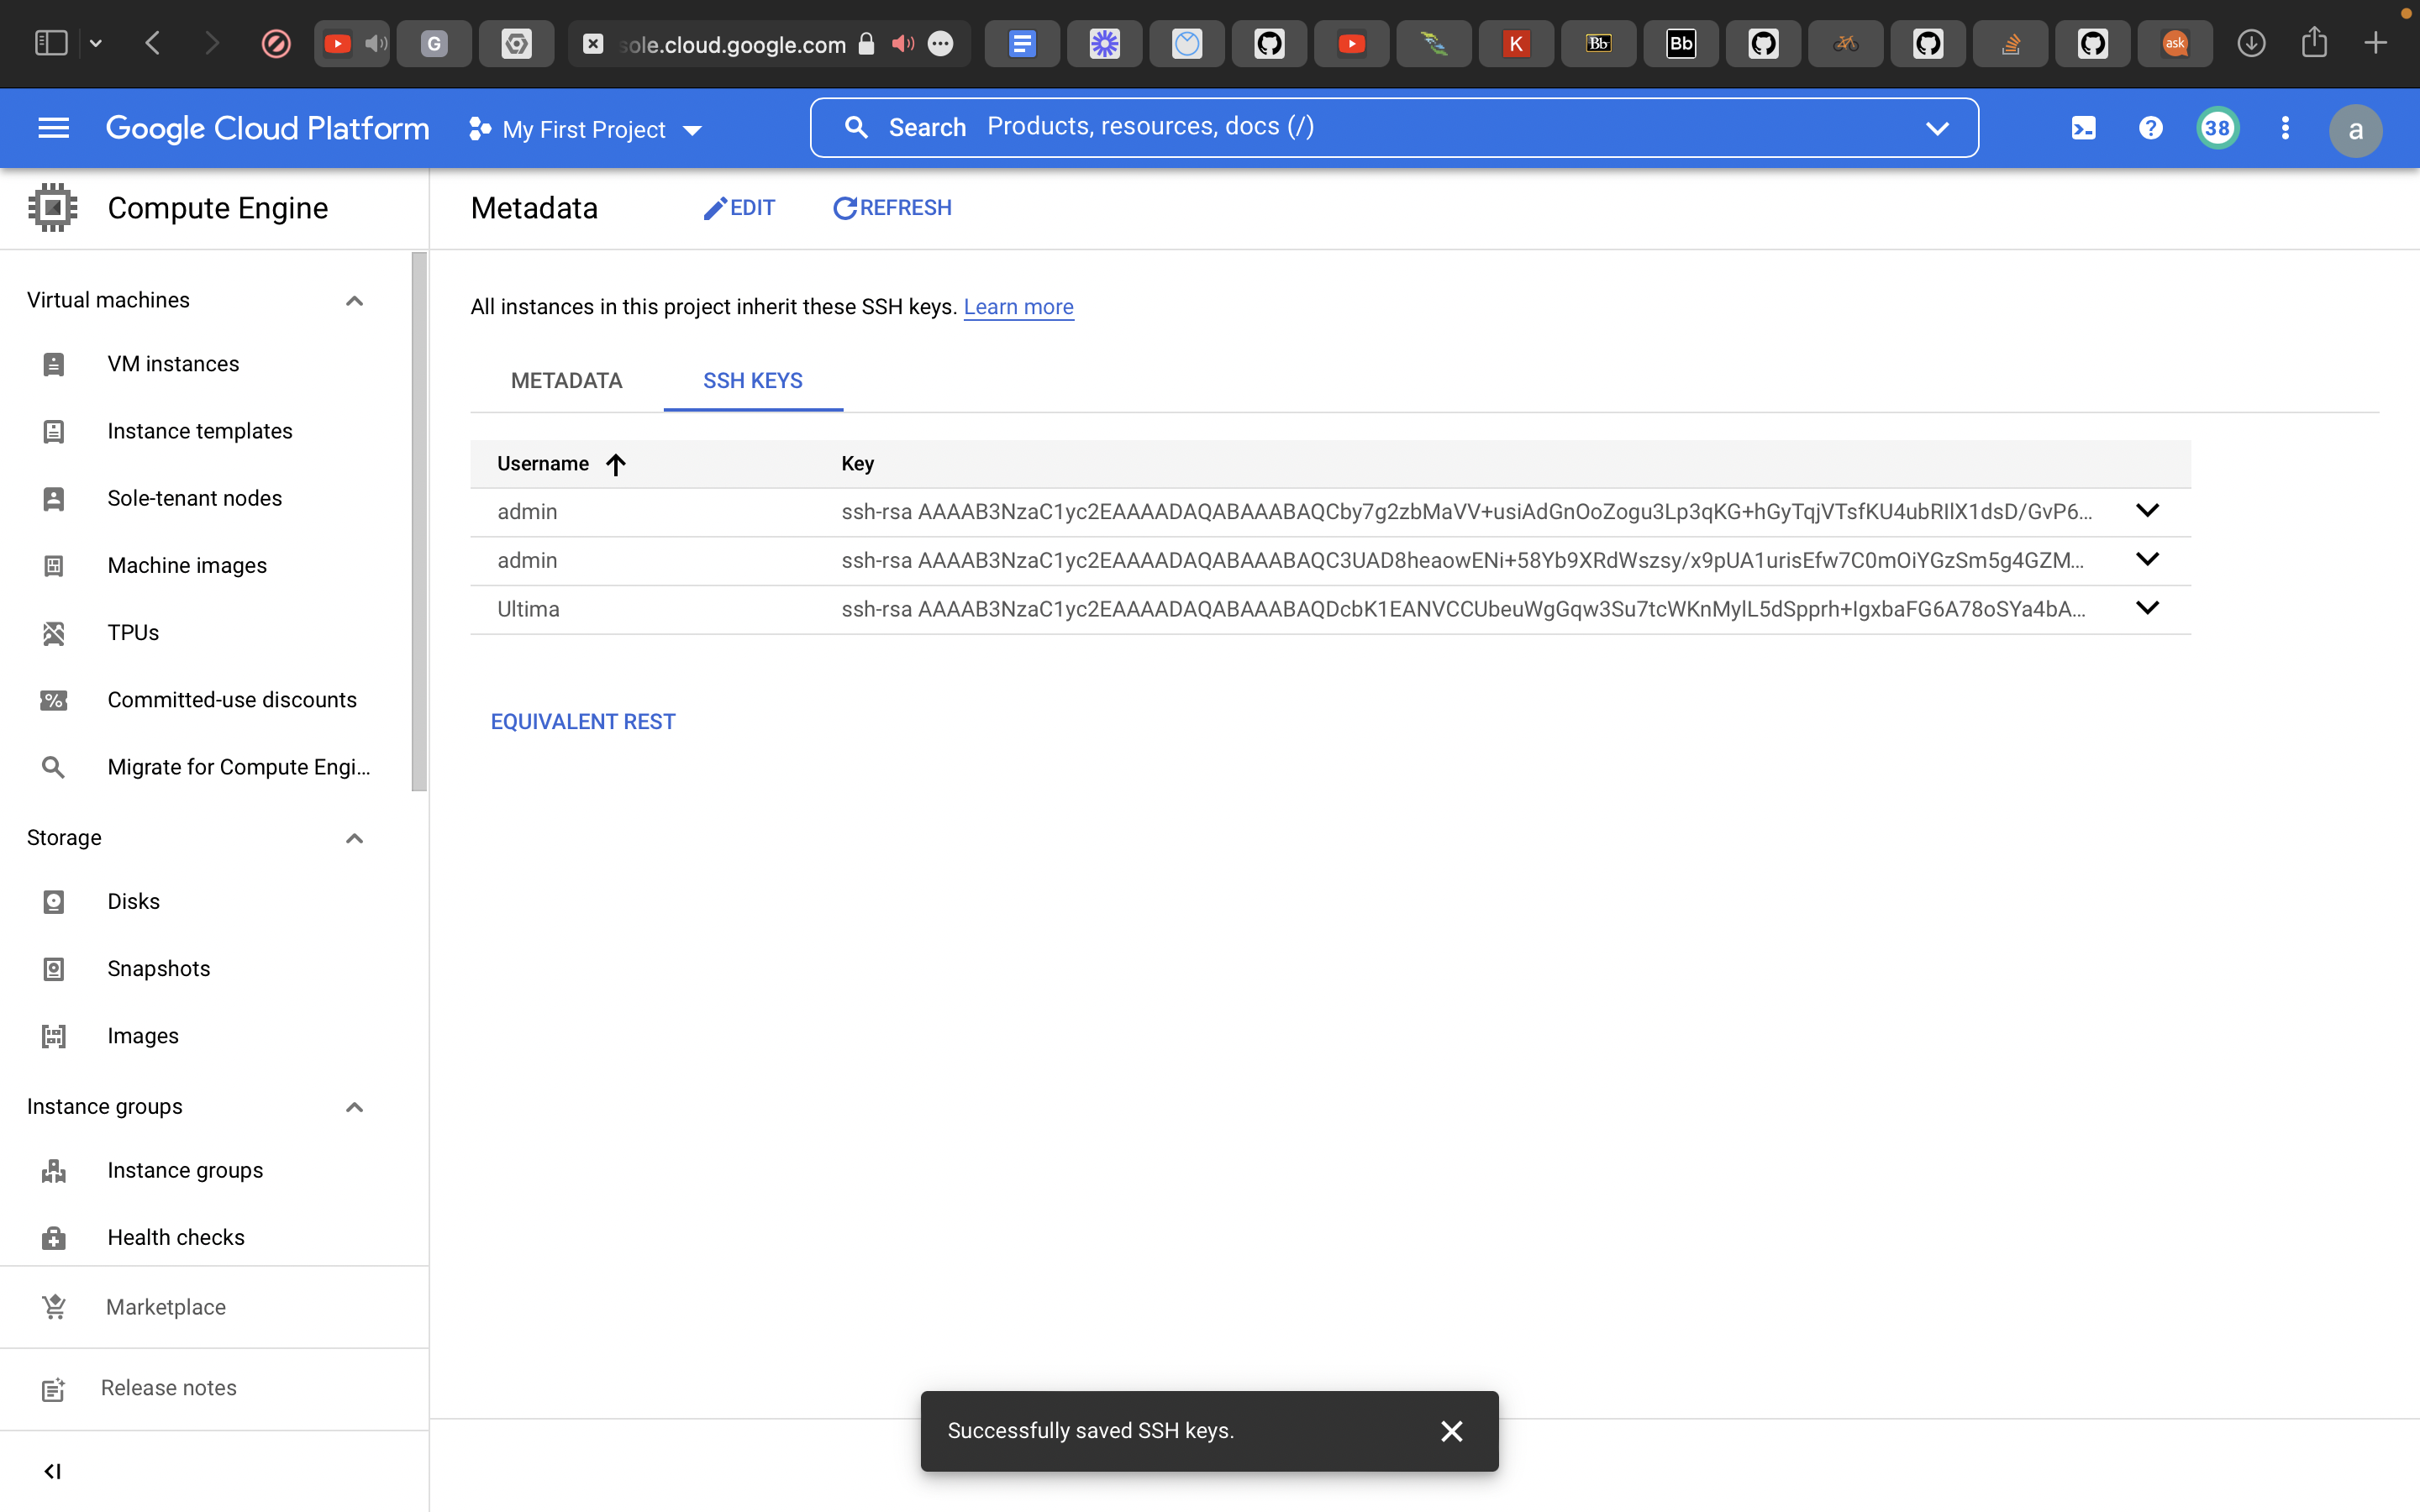 G
sole.cloud.google.com
K
Bb
Bb
ask
Google Cloud Platform
My First Project
Search Products, resources, docs (/)
38
a
Compute Engine
Metadata
EDIT
REFRESH
Virtual machines
VM instances
Instance templates
Sole-tenant nodes
Machine images
TPUs
Committed-use discounts
Migrate for Compute Engi...
Storage
Disks
Snapshots
Images
Instance groups
Instance groups
Health checks
Marketplace
Release notes
All instances in this project inherit these SSH keys. Learn more
METADATA
SSH KEYS
Username Key
admin ssh-rsa AAAAB3NzaC1yc2EAAAADAQABAAABAQCby7g2zbMaVV+usiAdGnOoZogu3Lp3qKG+hGyTqjVTsfKU4ubRIlX1dsD/GvP6...
admin ssh-rsa AAAAB3NzaC1yc2EAAAADAQABAAABAQC3UAD8heaowENi+58Yb9XRdWszsy/x9pUA1urisEfw7C0mOiYGzSm5g4GZM...
Ultima ssh-rsa AAAAB3NzaC1yc2EAAAADAQABAAABAQDcbK1EANVCCUbeuWgGqw3Su7tcWKnMylL5dSpprh+IgxbaFG6A78oSYa4bA...
EQUIVALENT REST
Successfully saved SSH keys.